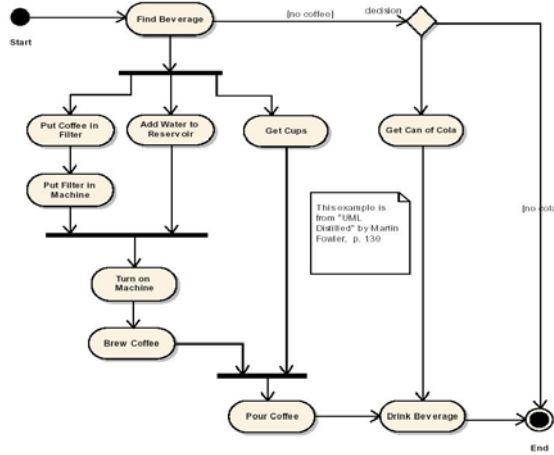 Find Beverage
[no coffee]
decision
Start
Put Coffee in
Filter
Add Water to
Reservoir
Get Cups
Get Can of Cola
Put Filter in
Machine
This example is
from "UML
Distilled" by Martin
Fowler, p. 130
[no cola
Turn on
Machine
Brew Coffee
Pour Coffee
Drink Beverage
End